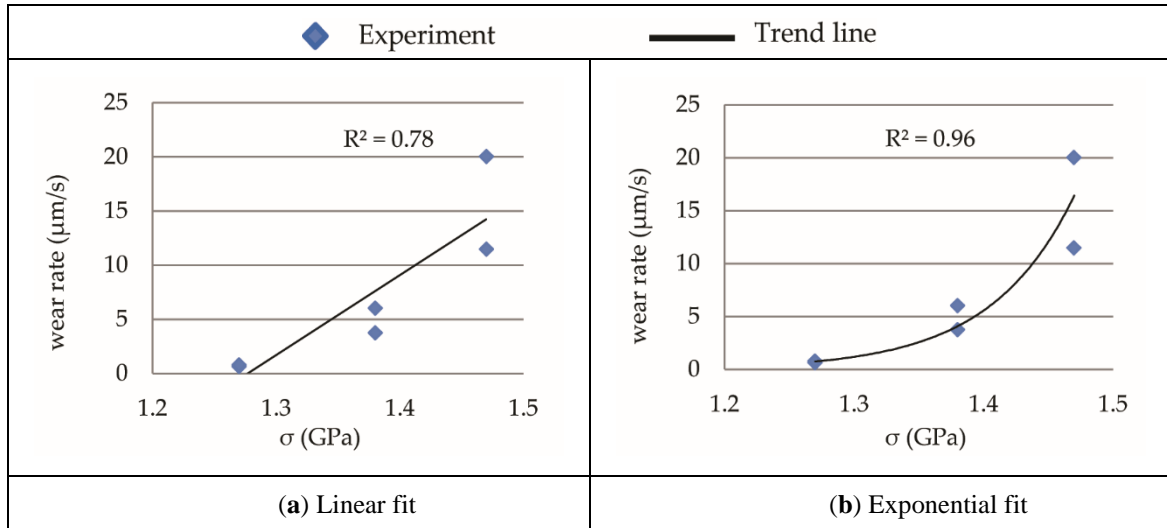 Experiment
Trend line
25
20
15
10
5
0
wear rate (µm/s)
R² = 0.78
1.2 1.3 1.4 1.5
σ (GPa)
25
20
15
10
5
0
wear rate (µm/s)
R² = 0.96
1.2 1.3 1.4 1.5
σ (GPa)
(a) Linear fit
(b) Exponential fit